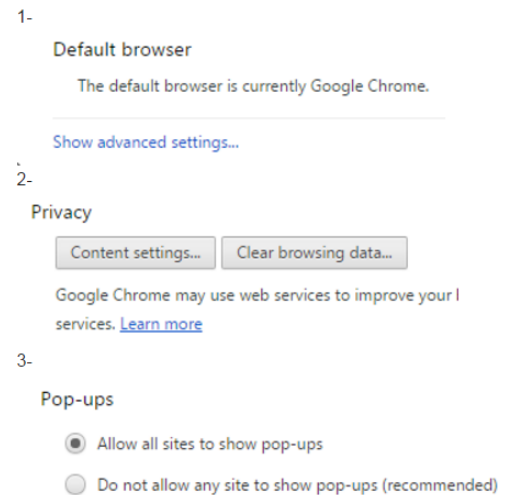 1-
Default browser
The default browser is currently Google Chrome.
Show advanced settings...
2-
Privacy
Content settings... Clear browsing data...
Google Chrome may use web services to improve your
services. Learn more
3-
Pop-ups
Allow all sites to show pop-ups
Do not allow any site to show pop-ups (recommended)